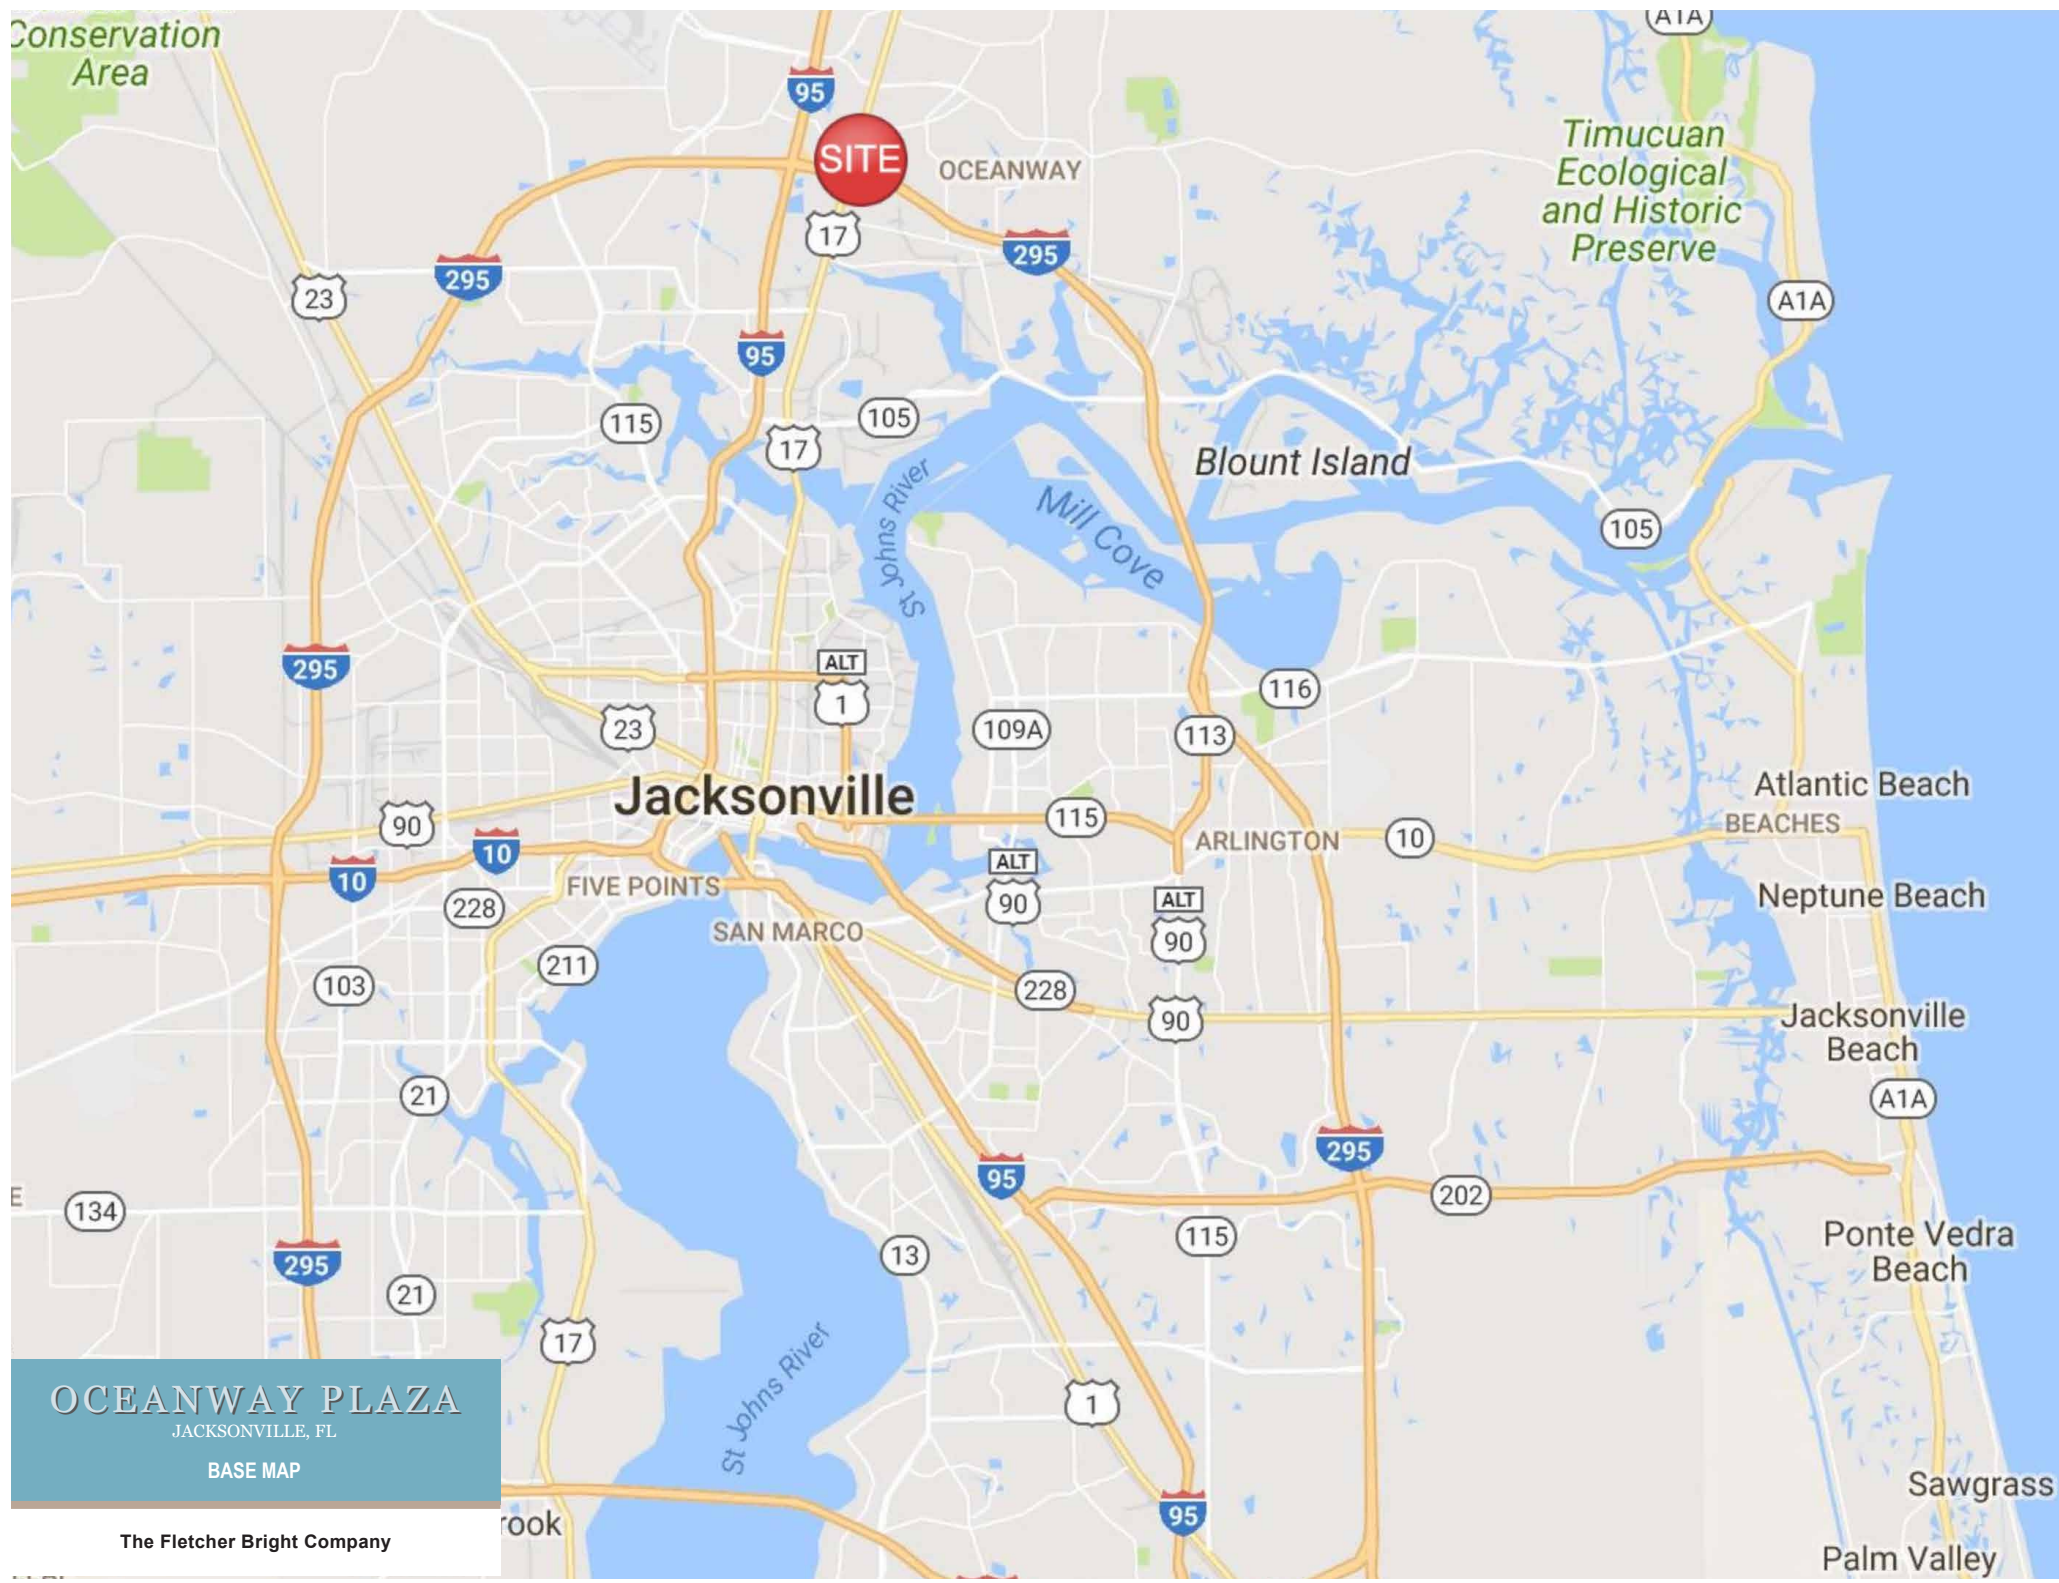 Conservation
Area
A1A
95
SITE
OCEANWAY
Timucuan
Ecological
and Historic
Preserve
17
295
295
23
A1A
95
115
105
17
Blount Island
St Johns River
Mill Cove
105
295
ALT
1
116
23
109A
113
Jacksonville
Atlantic Beach
BEACHES
90
115
ARLINGTON
10
10
10
ALT
90
FIVE POINTS
ALT
90
Neptune Beach
228
SAN MARCO
211
103
228
90
Jacksonville
Beach
21
A1A
295
95
202
E
134
115
13
Ponte Vedra
Beach
295
21
17
St Johns River
1
OCEANWAY PLAZA
JACKSONVILLE, FL
BASE MAP
Sawgrass
95
rook
The Fletcher Bright Company
Palm Valley